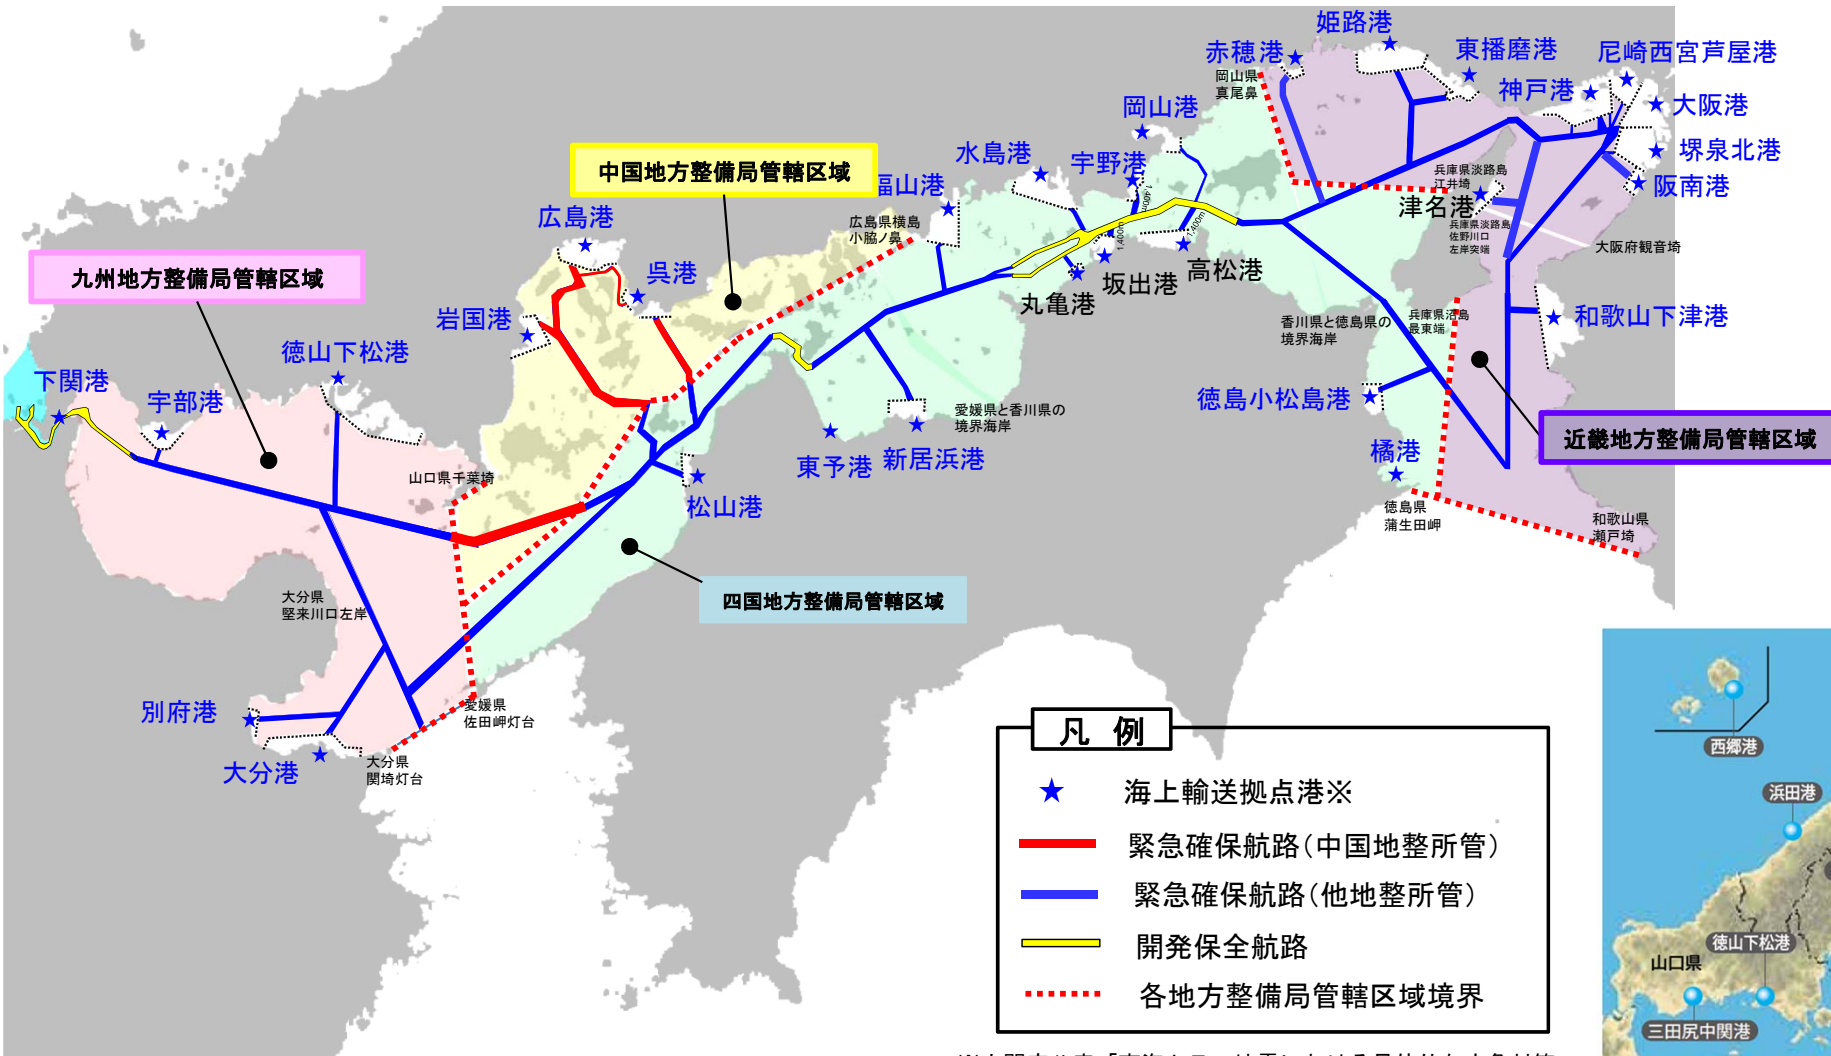 姫路港
赤穂港
東播磨港
尼崎西宮芦屋港
岡山県
真尾鼻
神戸港
大阪港
岡山港
堺泉北港
中国地方整備局管轄区域
水島港
宇野港
兵庫県淡路島
江井埼
阪南港
福山港
1,400m
津名港
広島港
広島県横島
小脇ノ鼻
1,400m
1,400m
兵庫県淡路島
佐野川口
左岸突端
大阪府観音埼
九州地方整備局管轄区域
呉港
丸亀港
坂出港
高松港
岩国港
香川県と徳島県の
境界海岸
兵庫県沼島
最東端
和歌山下津港
徳山下松港
下関港
宇部港
愛媛県と香川県の
境界海岸
徳島小松島港
近畿地方整備局管轄区域
東予港
新居浜港
橘港
山口県千葉埼
松山港
徳島県
蒲生田岬
和歌山県
瀬戸埼
大分県
堅来川口左岸
四国地方整備局管轄区域
別府港
愛媛県
佐田岬灯台
大分港
大分県
関埼灯台
凡 例
海上輸送拠点港※
緊急確保航路(中国地整所管)
緊急確保航路(他地整所管)
開発保全航路
各地方整備局管轄区域境界
西郷港
浜田港
徳山下松港
山口県
三田尻中関港